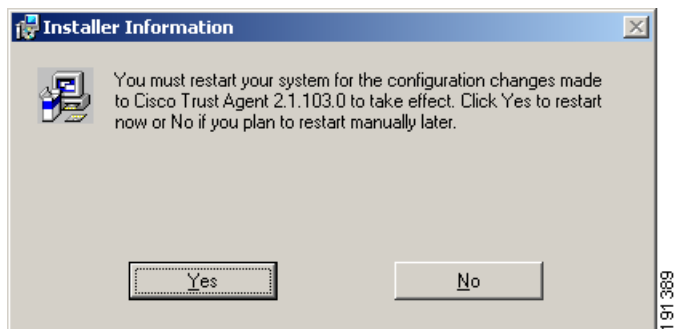 Installer Information
You must restart your system for the configuration changes made
to Cisco Trust Agent 2.1.103.0 to take effect. Click Yes to restart
now or No if you plan to restart manually later.
Yes
No
191389